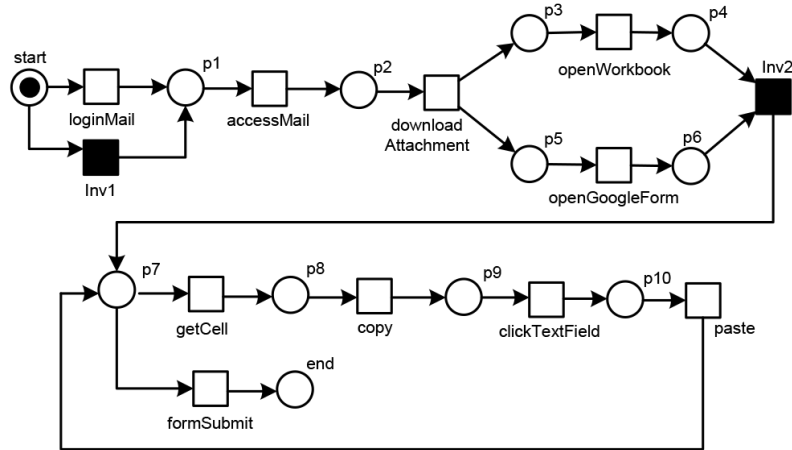 start
loginMail
Inv1
p1
accessMail
p2
download
Attachment
p3
openWorkbook
p4
Inv2
p5
openGoogleForm
p6
p7
getCell
p8
copy
p9
clickTextField
p10
paste
formSubmit
end